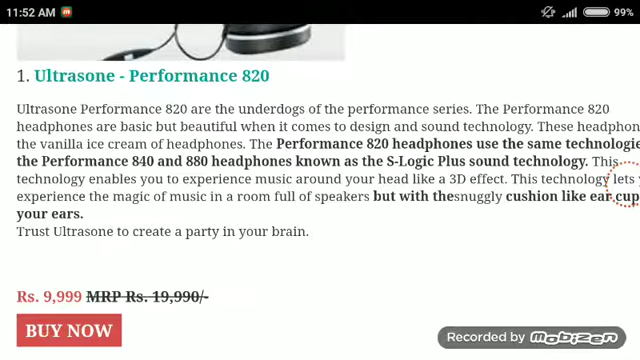 11:52 AM
99%
1. Ultrasone - Performance 820
Ultrasone Performance 820 are the underdogs of the performance series. The Performance 820
headphones are basic but beautiful when it comes to design and sound technology. These headphon
the vanilla ice cream of headphones. The Performance 820 headphones use the same technologie
the Performance 840 and 880 headphones known as the S-Logic Plus sound technology. This
technology enables you to experience music around your head like a 3D effect. This technology lets y
experience the magic of music in a room full of speakers but with thesnuggly cushion like ear cup
your ears.
Trust Ultrasone to create a party in your brain.
Rs. 9,999 MRP Rs. 19,990/-
BUY NOW
Recorded by mobizen